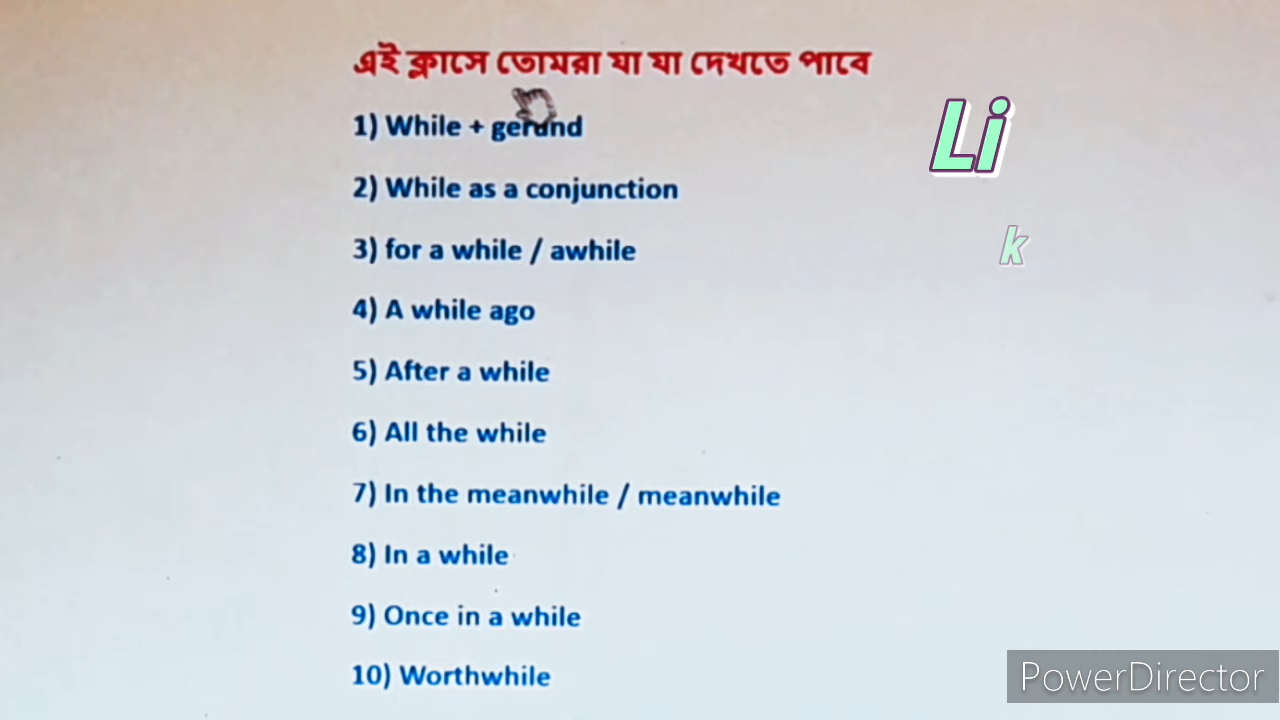 এই ক্লাসে তোমরা যা যা দেখতে পাবে
1) While + gerund
2) While as a conjunction
3) for a while / awhile
4) A while ago
5) After a while
6) All the while
7) In the meanwhile / meanwhile
8) In a while
9) Once in a while
10) Worthwhile
Li
k
PowerDirector